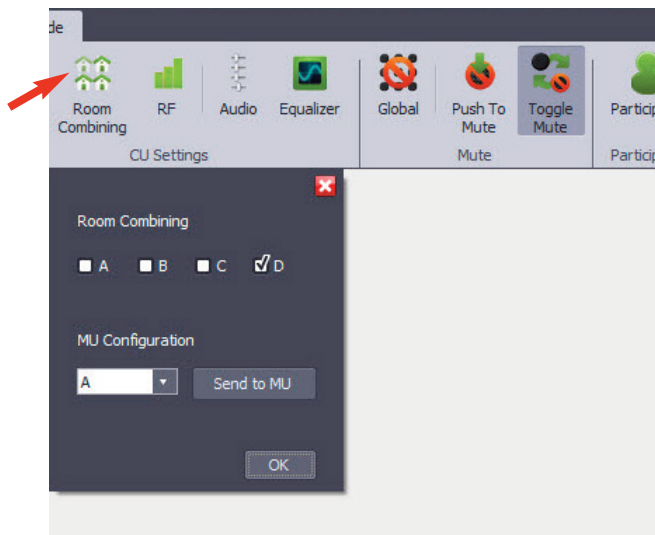 de
Room Combining
RF
Audio
Equalizer
Global
Push To Mute
Toggle Mute
Particip
CU Settings
Mute
Particip
Room Combining
A B C D
MU Configuration
A Send to MU
OK